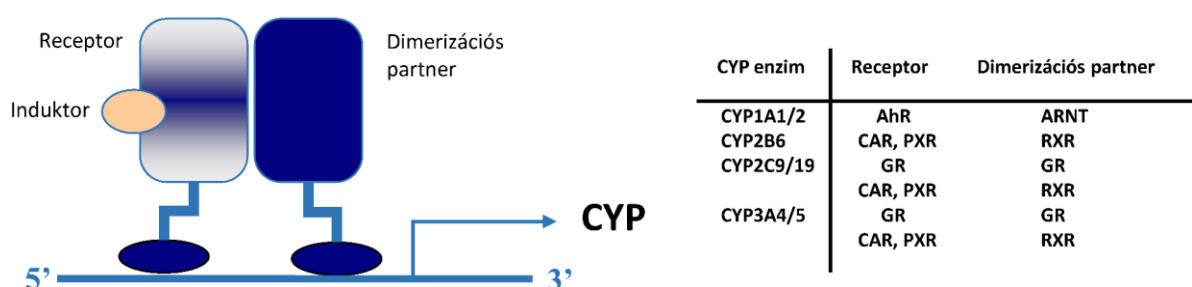 Receptor
Dimerizációs
partner
Induktor
CYP
5’
3’
CYP enzim Receptor Dimerizációs partner
CYP1A1/2 AhR ARNT
CYP2B6 CAR, PXR RXR
CYP2C9/19 GR GR
CAR, PXR RXR
CYP3A4/5 GR GR
CAR, PXR RXR